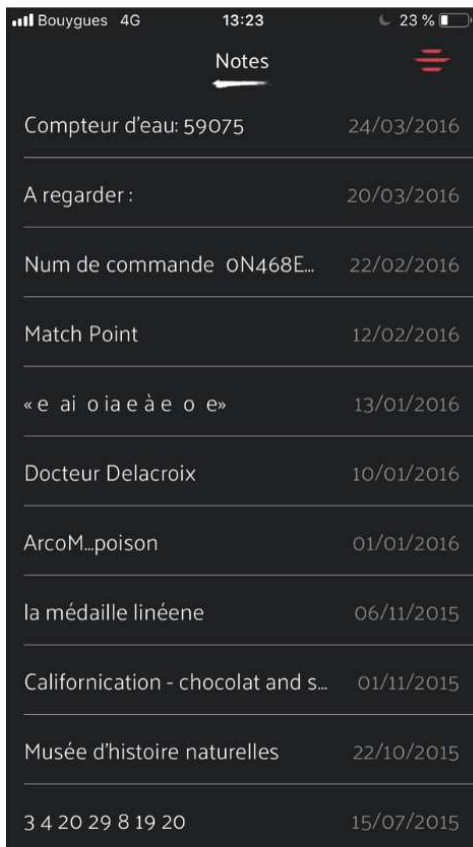 Bouygues 4G 13:23 23 %
Notes
Compteur d'eau: 59075 24/03/2016
A regarder : 20/03/2016
Num de commande 0N468E... 22/02/2016
Match Point 12/02/2016
« e ai o ia e à e o e» 13/01/2016
Docteur Delacroix 10/01/2016
ArcoM...poison 01/01/2016
la médaille linéene 06/11/2015
Californication - chocolat and s... 01/11/2015
Musée d'histoire naturelles 22/10/2015
3 4 20 29 8 19 20 15/07/2015